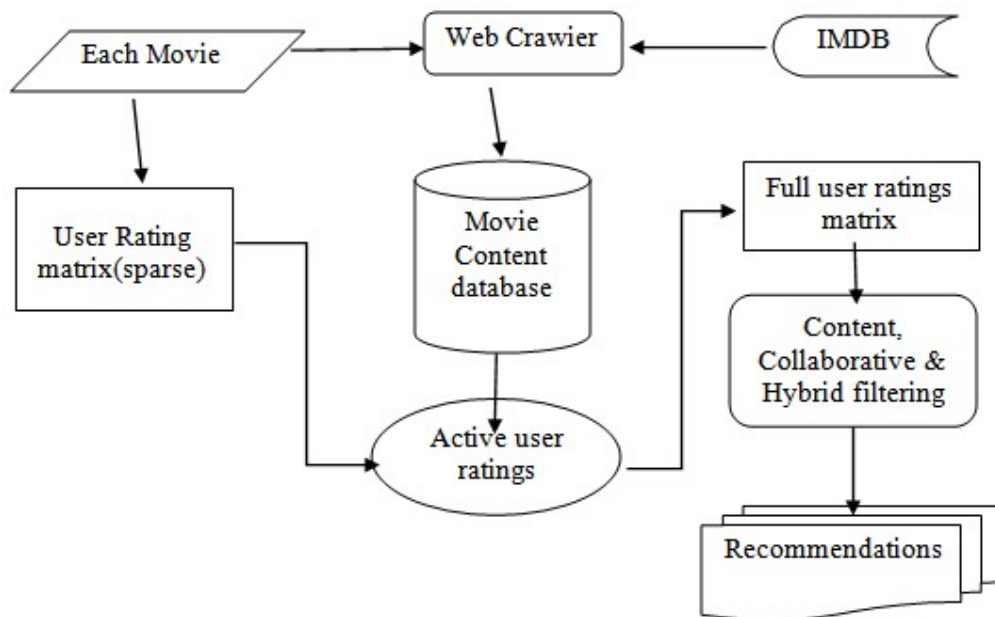 Each Movie
Web Crawier
IMDB
User Rating
matrix(sparse)
Movie
Content
database
Full user ratings
matrix
Content,
Collaborative &
Hybrid filtering
Active user
ratings
Recommendations